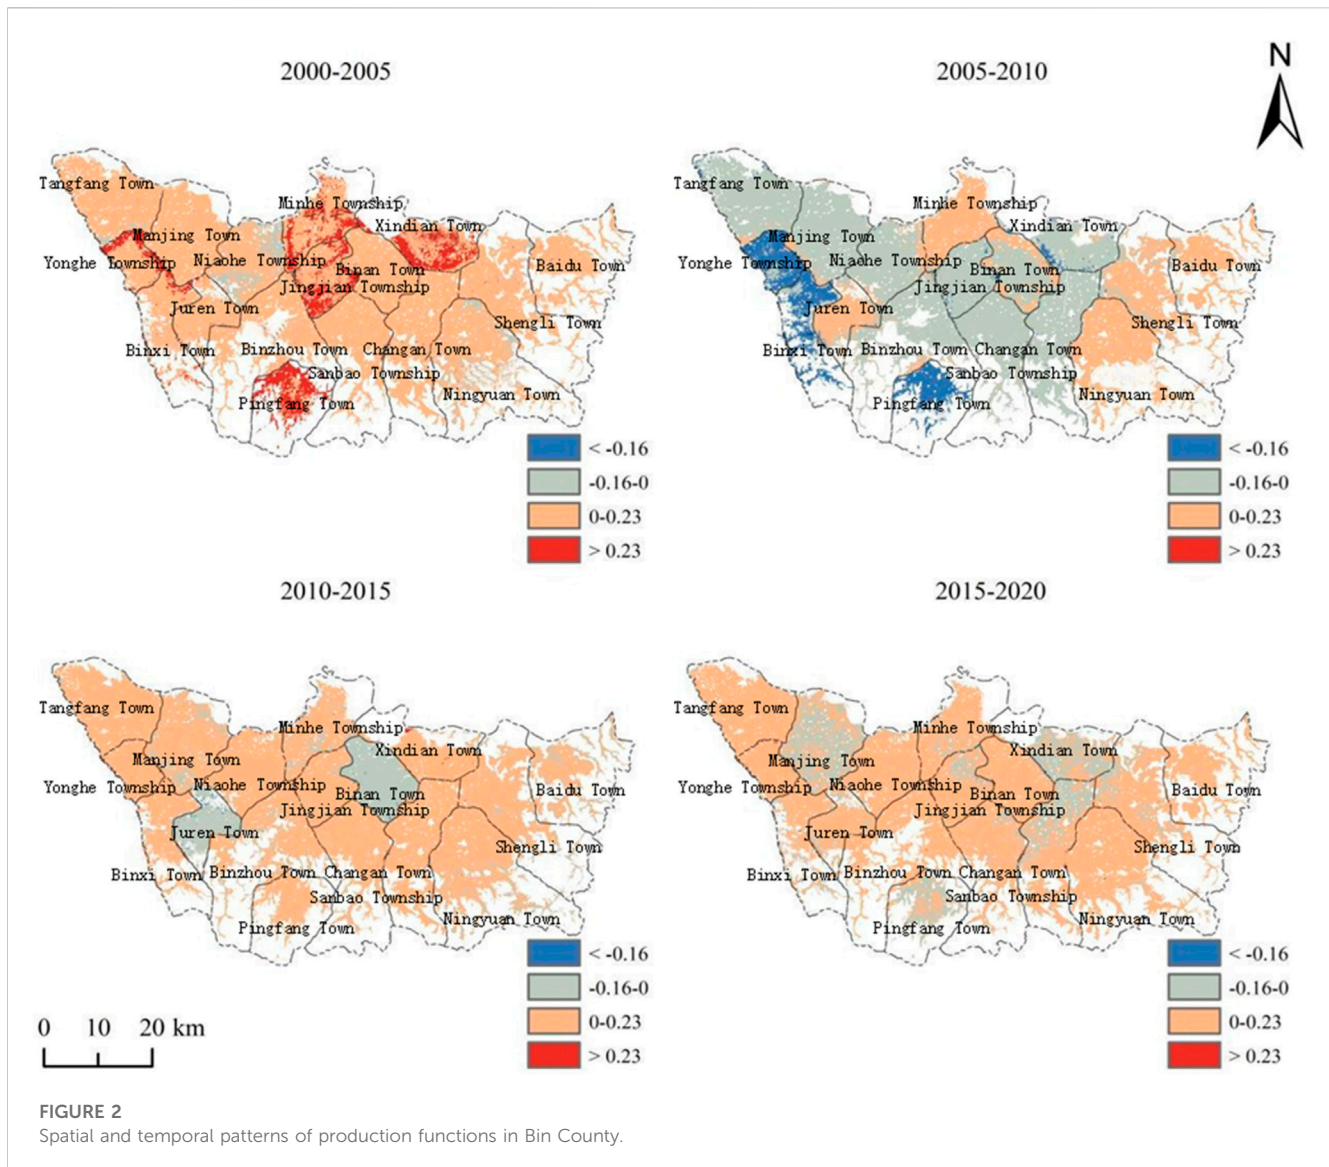 2000-2005
2005-2010
N
Tangfang Town
Minhe Township
Xindian Town
Manjing Town
Yonghe Township
Niaohe Township
Binan Town
Baidu Town
Jingjian Township
Juren Town
Shengli Town
Binxi Town
Binzhou Town
Changan Town
Sanbao Township
Ningyuan Town
Pingfang Town
< -0.16
-0.16-0
0-0.23
> 0.23
Tangfang Town
Minhe Township
Xindian Town
Manjing Town
Yonghe Township
Niaohe Township
Binan Town
Baidu Town
Jingjian Township
Juren Town
Shengli Town
Binxi Town
Binzhou Town
Changan Town
Sanbao Township
Ningyuan Town
Pingfang Town
< -0.16
-0.16-0
0-0.23
> 0.23
2010-2015
2015-2020
Tangfang Town
Minhe Township
Xindian Town
Manjing Town
Yonghe Township
Niaohe Township
Binan Town
Baidu Town
Jingjian Township
Juren Town
Shengli Town
Binxi Town
Binzhou Town
Changan Town
Sanbao Township
Ningyuan Town
Pingfang Town
< -0.16
-0.16-0
0-0.23
> 0.23
Tangfang Town
Minhe Township
Xindian Town
Manjing Town
Yonghe Township
Niaohe Township
Binan Town
Baidu Town
Jingjian Township
Juren Town
Shengli Town
Binxi Town
Binzhou Town
Changan Town
Sanbao Township
Ningyuan Town
Pingfang Town
< -0.16
-0.16-0
0-0.23
> 0.23
0 10 20 km
FIGURE 2
Spatial and temporal patterns of production functions in Bin County.